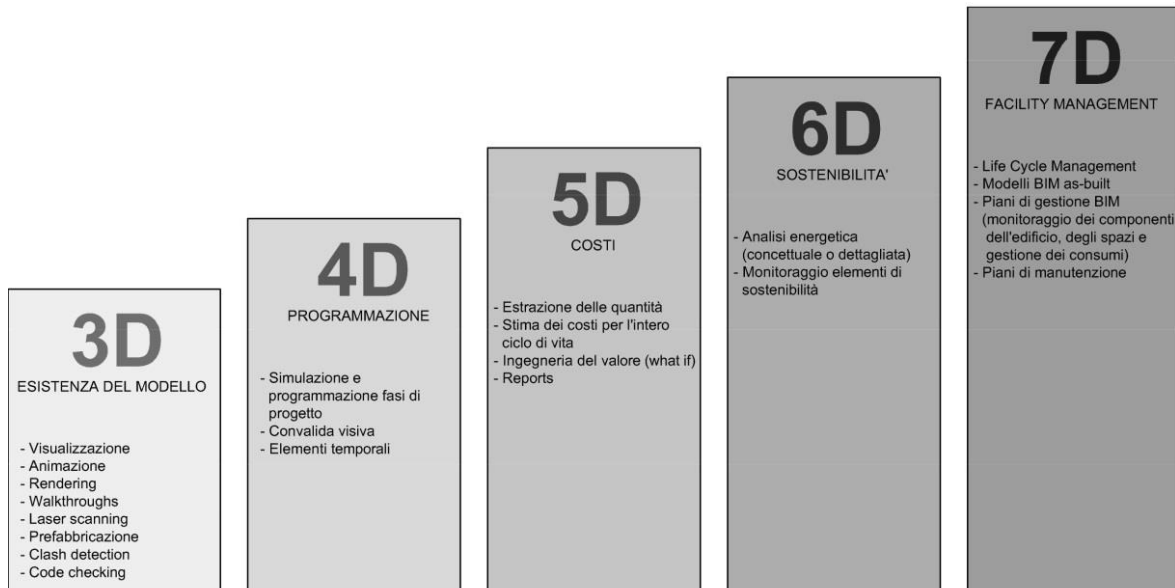 3D
ESISTENZA DEL MODELLO
- Visualizzazione
- Animazione
- Rendering
- Walkthroughs
- Laser scanning
- Prefabbricazione
- Clash detection
- Code checking
4D
PROGRAMMAZIONE
- Simulazione e
programmazione fasi di
progetto
- Convalida visiva
- Elementi temporali
5D
COSTI
- Estrazione delle quantità
- Stima dei costi per l'intero
ciclo di vita
- Ingegneria del valore (what if)
- Reports
6D
SOSTENIBILITA'
- Analisi energetica
(concettuale o dettagliata)
- Monitoraggio elementi di
sostenibilità
7D
FACILITY MANAGEMENT
- Life Cycle Management
- Modelli BIM as-built
- Piani di gestione BIM
(monitoraggio dei componenti
dell'edificio, degli spazi e
gestione dei consumi)
- Piani di manutenzione